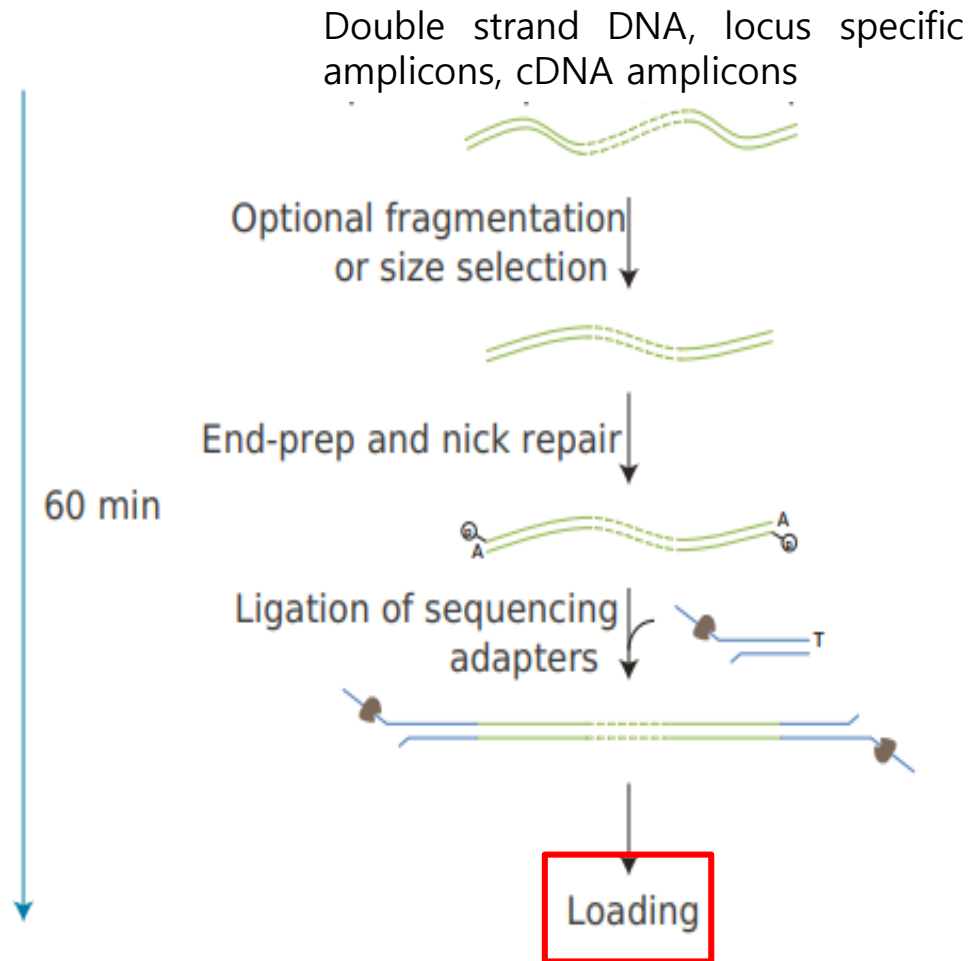 Double strand DNA, locus specific
amplicons, cDNA amplicons
Optional fragmentation
or size selection
End-prep and nick repair
60 min
P
A
A
P
Ligation of sequencing
adapters
T
Loading